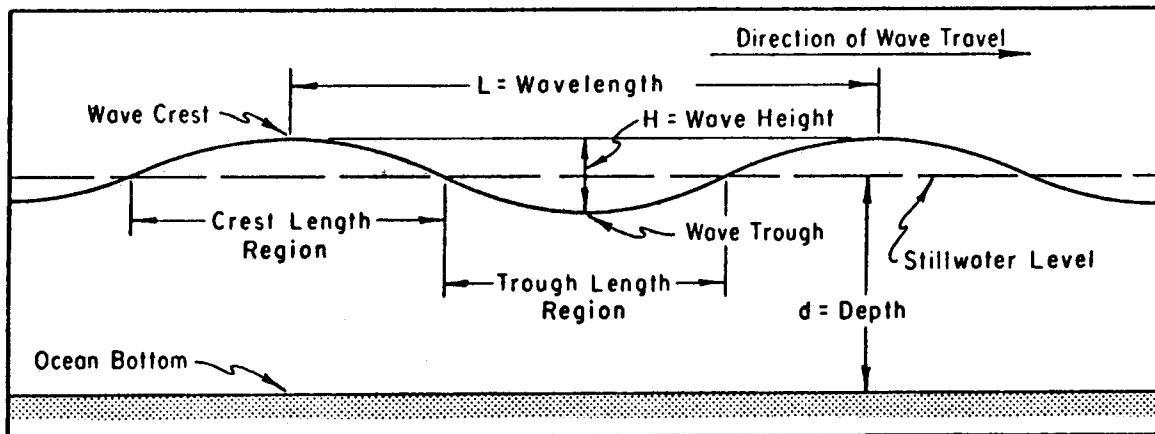 Direction of Wave Travel
L = Wavelength
Wave Crest
H = Wave Height
Crest Length
Region
Wave Trough
Stillwater Level
Trough Length
Region
d = Depth
Ocean Bottom